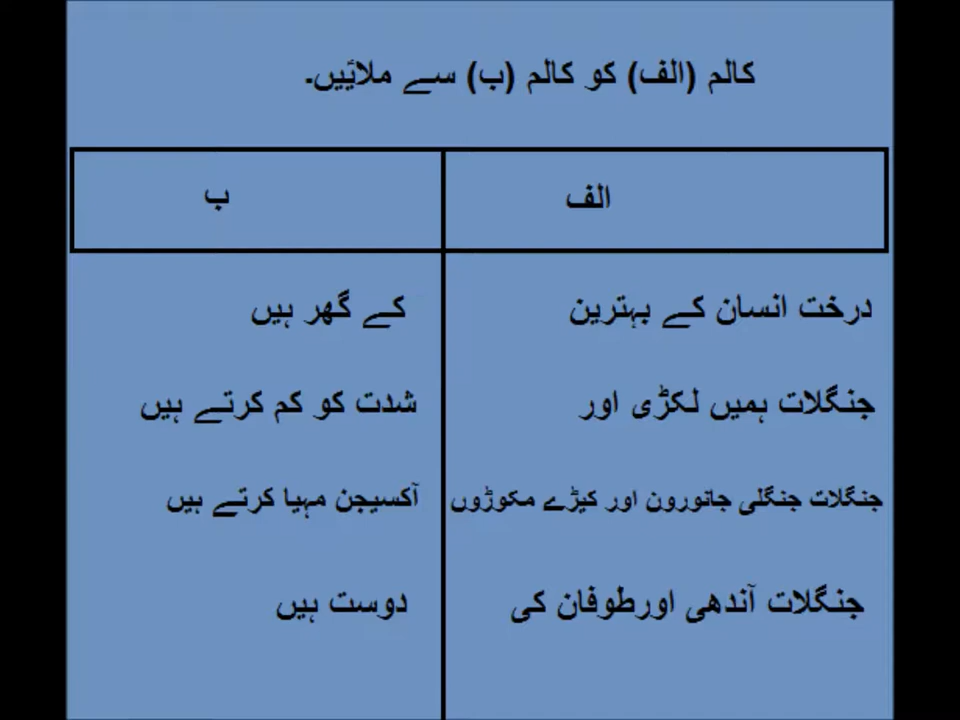 کالم (الف) کو کالم (ب) سے ملائیں۔
الف ب
درخت انسان کے بہترین کے گھر ہیں
جنگلات ہمیں لکڑی اور شدت کو کم کرتے ہیں
جنگلات جنگلی جانورون اور کیڑے مکوڑوں آکسیجن مہیا کرتے ہیں
جنگلات آندھی اورطوفان کی دوست ہیں